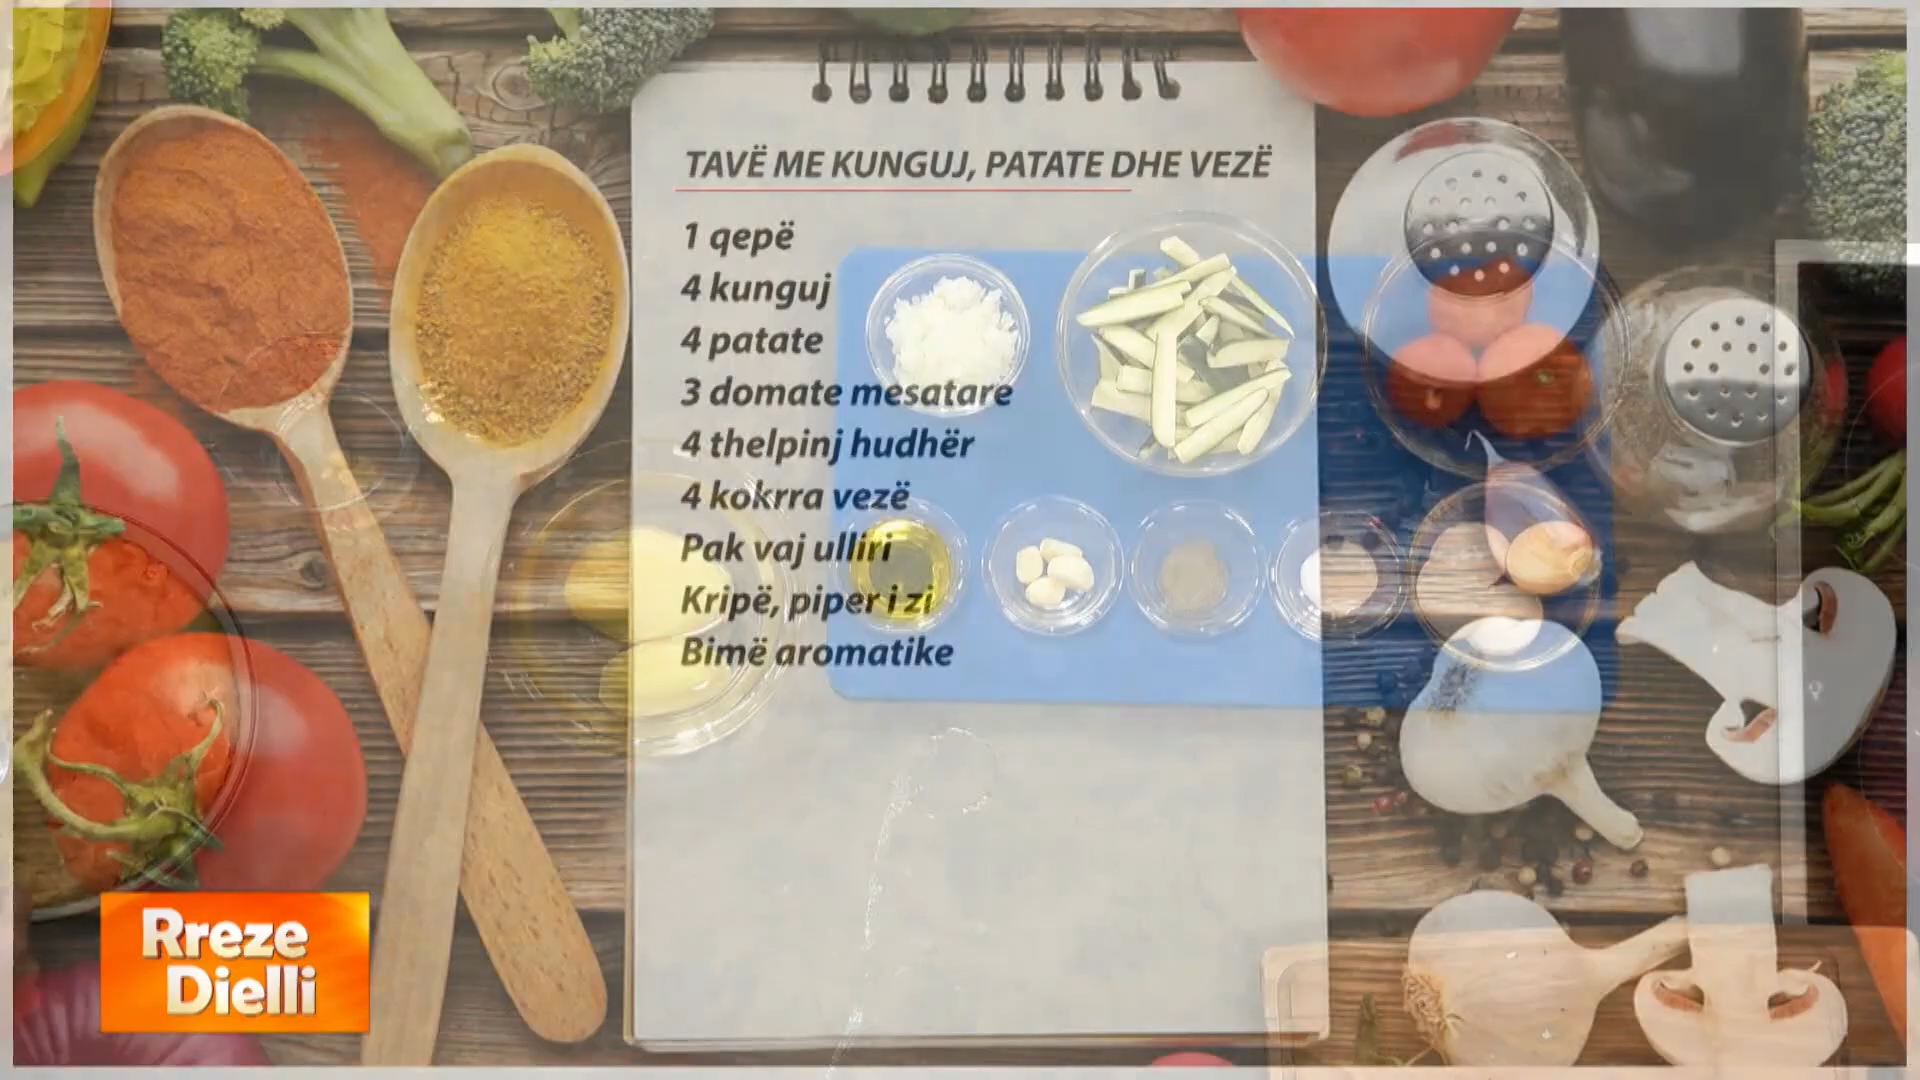 TAVË ME KUNGUJ, PATATE DHE VEZË
1 qepë
4 kunguj
4 patate
3 domate mesatare
4 thelpinj hudhër
4 kokrra vezë
Pak vaj ulliri
Kripë, piper i zi
Bimë aromatike
Rreze
Dielli